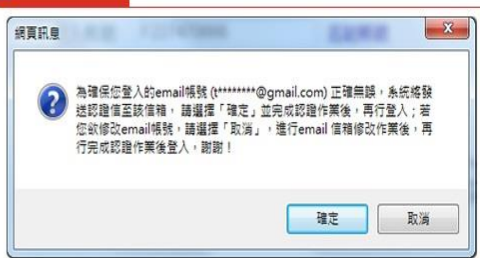 網頁訊息
為確保您登入的email帳號 (t********@gmail.com) 正確無誤，系統將發
送認證信至該信箱， 請選擇「確定」並完成認證作業後，再行登入；若
您欲修改email帳號，請選擇「取消」，進行email 信箱修改作業後，再
行完成認證作業後登入，謝謝！
確定
取消